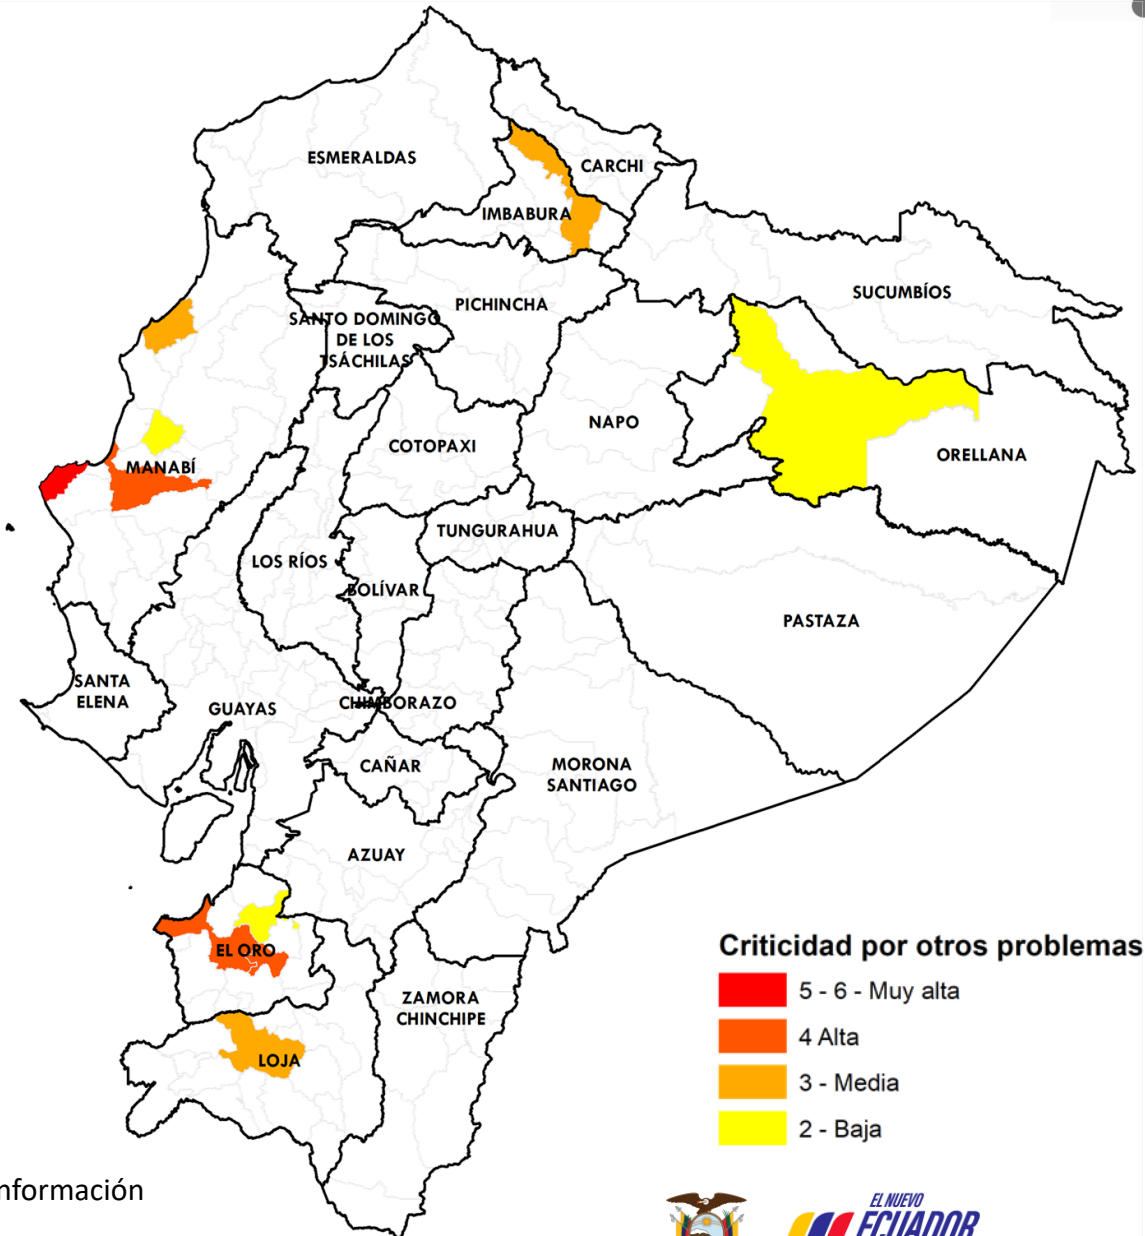 ESMERALDAS
CARCHI
IMBABURA
SUCUMBÍOS
PICHINCHA
SANTO DOMINGO
DE LOS
TSÁCHILAS
NAPO
COTOPAXI
ORELLANA
MANABÍ
TUNGURAHUA
LOS RÍOS
BOLÍVAR
PASTAZA
SANTA
ELENA
GUAYAS
CHIMBORAZO
CAÑAR
MORONA
SANTIAGO
AZUAY
EL ORO
ZAMORA
CHINCHIPE
LOJA
Criticidad por otros problemas
5 - 6 - Muy alta
4 Alta
3 - Media
2 - Baja
nformación
EL NUEVO
ECUADOR